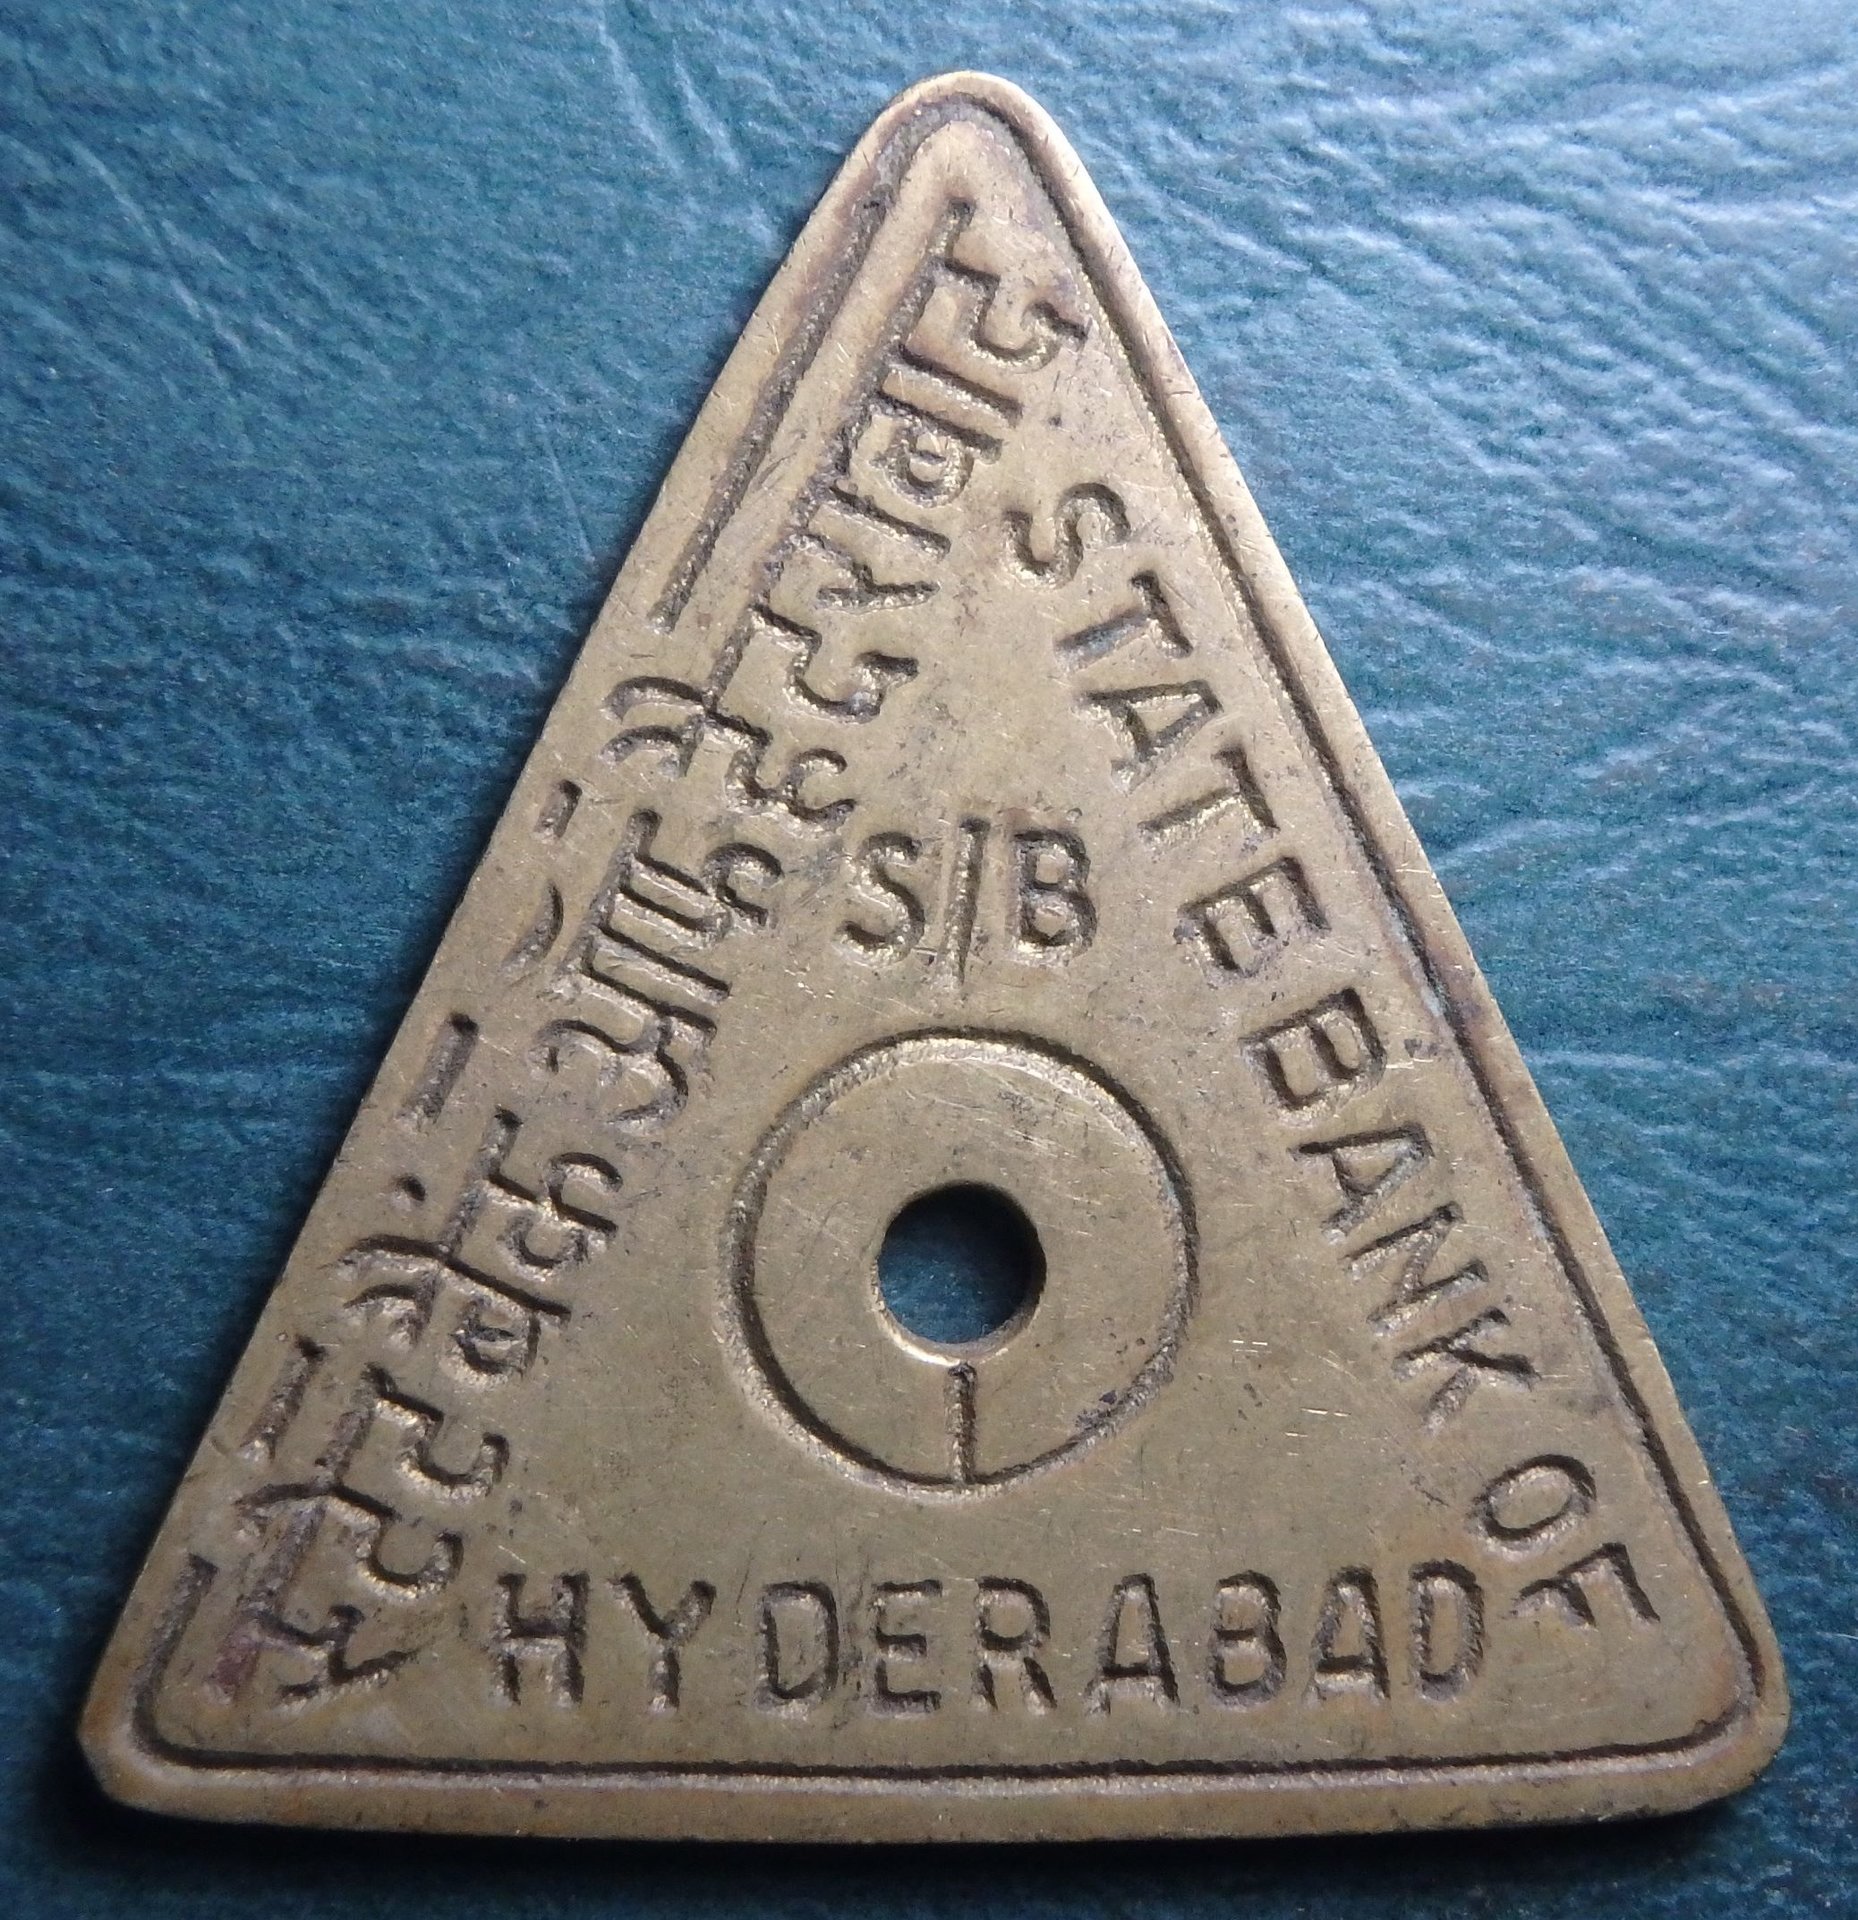 स्टेट बैंक ऑफ हैदराबाद
STATE BANK OF
HYDERABAD
S|B